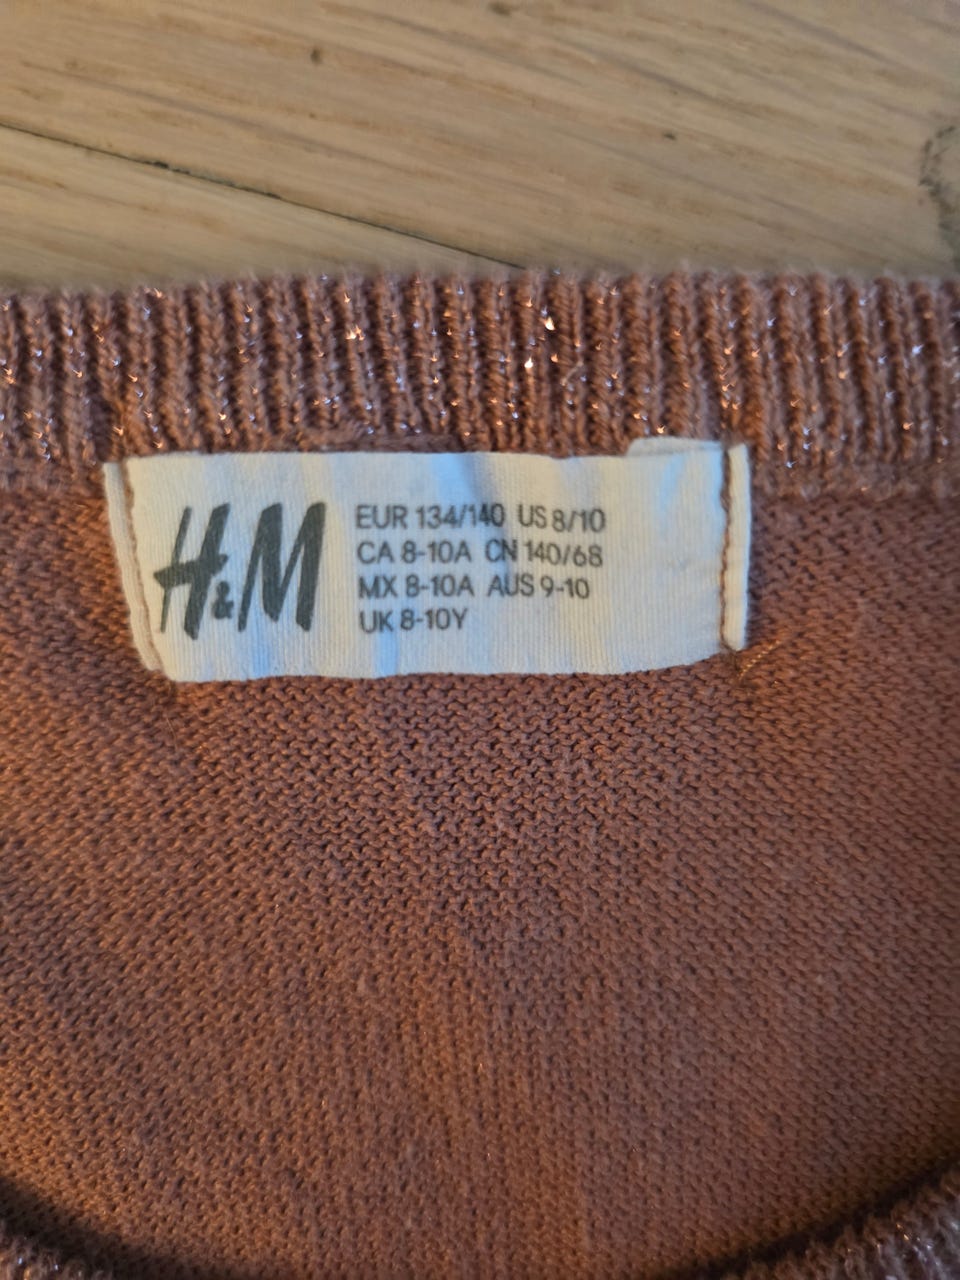 H&M
EUR 134/140 US 8/10
CA 8-10A CN 140/68
MX 8-10A AUS 9-10
UK 8-10Y